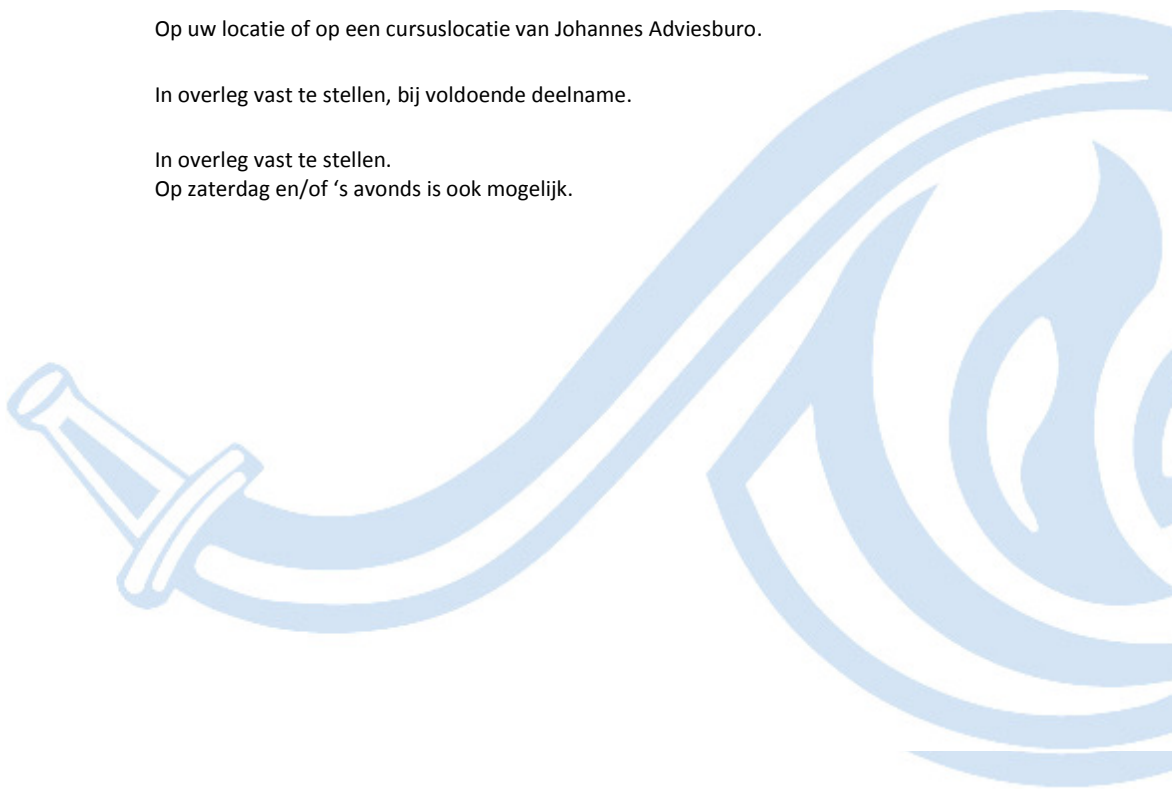 Op uw locatie of op een cursuslocatie van Johannes Adviesburo.
In overleg vast te stellen, bij voldoende deelname.
In overleg vast te stellen.
Op zaterdag en/of ‘s avonds is ook mogelijk.